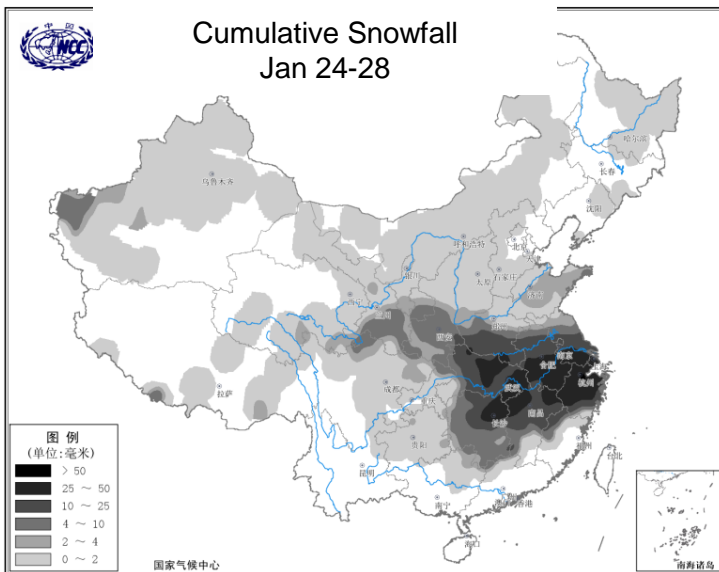 中国
NCC
Cumulative Snowfall
Jan 24-28
哈尔滨
长春
乌鲁木齐
沈阳
呼和浩特
北京
天津
银川
太原
石家庄
济南
西宁
兰州
郑州
西安
南京
合肥
成都
武汉
杭州
拉萨
重庆
南昌
长沙
贵阳
福州
台北
昆明
南宁
香港
海口
图 例
(单位:毫米)
> 50
25 ~ 50
10 ~ 25
4 ~ 10
2 ~ 4
0 ~ 2
国家气候中心
南海诸岛